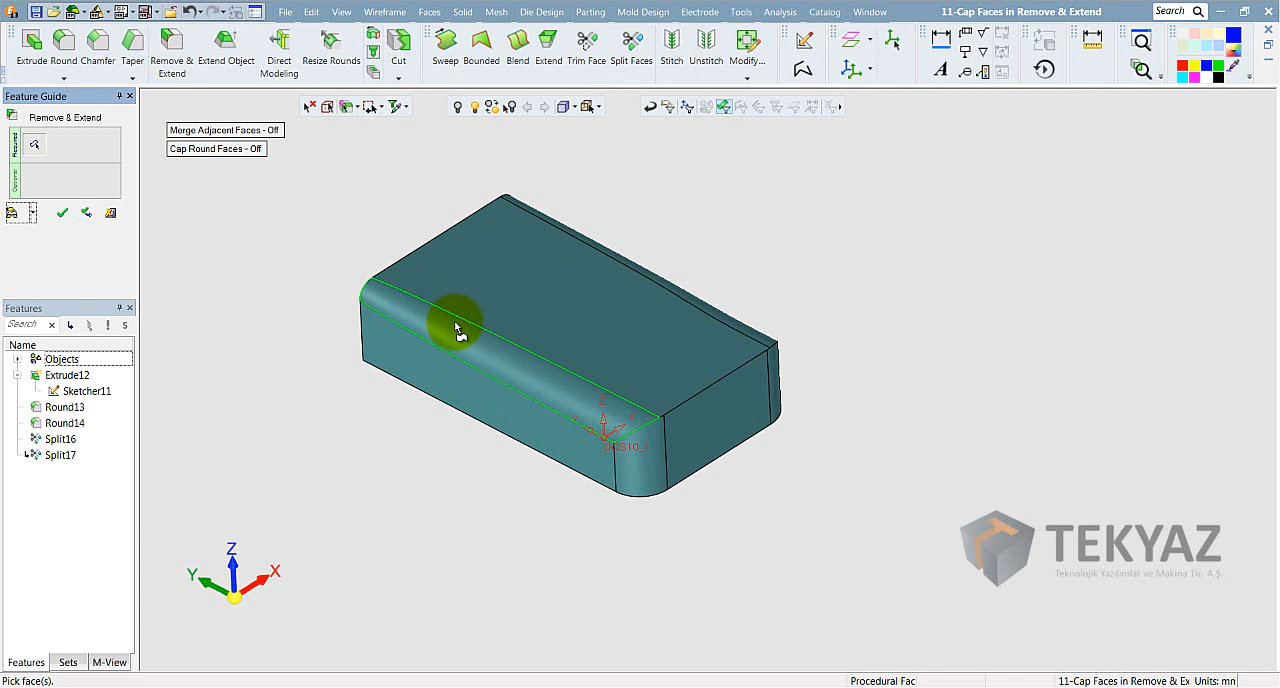 File Edit View Wireframe Faces Solid Mesh Die Design Parting Mold Design Electrode Tools Analysis Catalog Window 11-Cap Faces in Remove & Extend Search
Extrude Round Chamfer Taper Remove & Extend Extend Object Direct Modeling Resize Rounds Cut Sweep Blend Extend Trim Face Split Faces Stitch Unstitch Modify...
Feature Guide
Remove & Extend
Required
Optional
Merge Adjacent Faces - Off
Cap Round Faces - Off
Features
Search
Name
Objects
Extrude12
Sketcher11
Round13
Round14
Split16
Split17
Z
Y X
UCS10_1
Z
Y X
TEKYAZ
Teknolojik Yazılımlar ve Makina Tic. A.Ş.
Features Sets M-View
Pick face(s). Procedural Fac 11-Cap Faces in Remove & Ex Units: mn